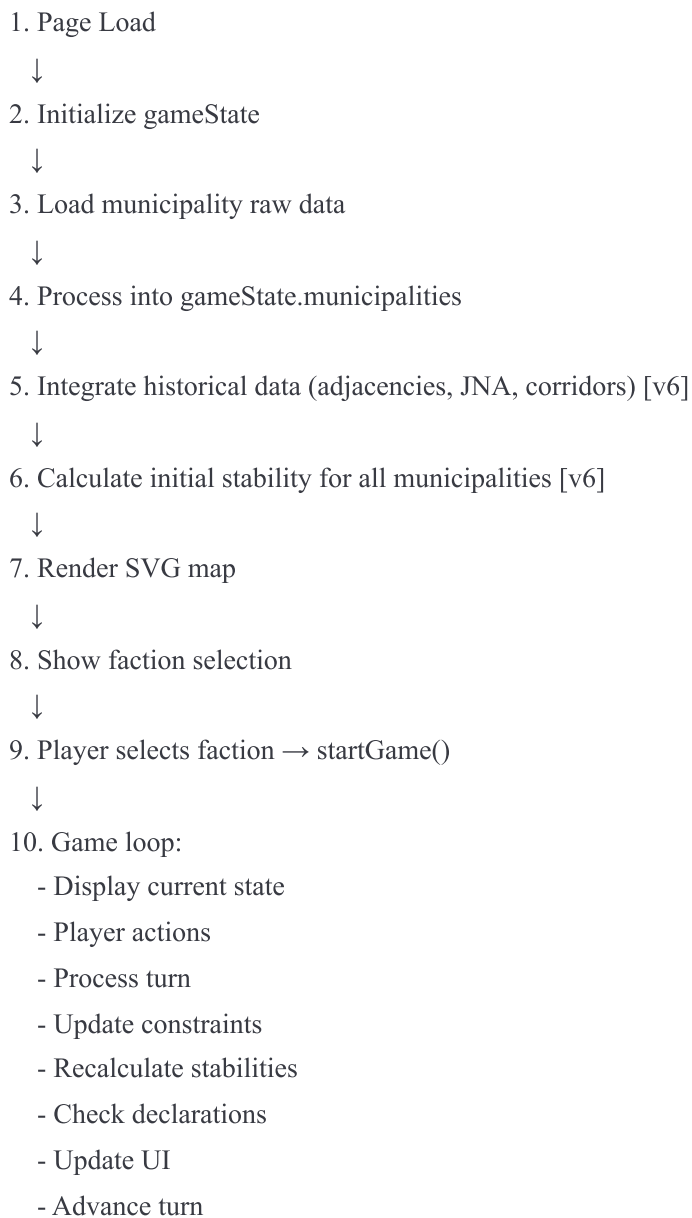 1. Page Load
↓
2. Initialize gameState
↓
3. Load municipality raw data
↓
4. Process into gameState.municipalities
↓
5. Integrate historical data (adjacencies, JNA, corridors) [v6]
↓
6. Calculate initial stability for all municipalities [v6]
↓
7. Render SVG map
↓
8. Show faction selection
↓
9. Player selects faction → startGame()
↓
10. Game loop:
- Display current state
- Player actions
- Process turn
- Update constraints
- Recalculate stabilities
- Check declarations
- Update UI
- Advance turn